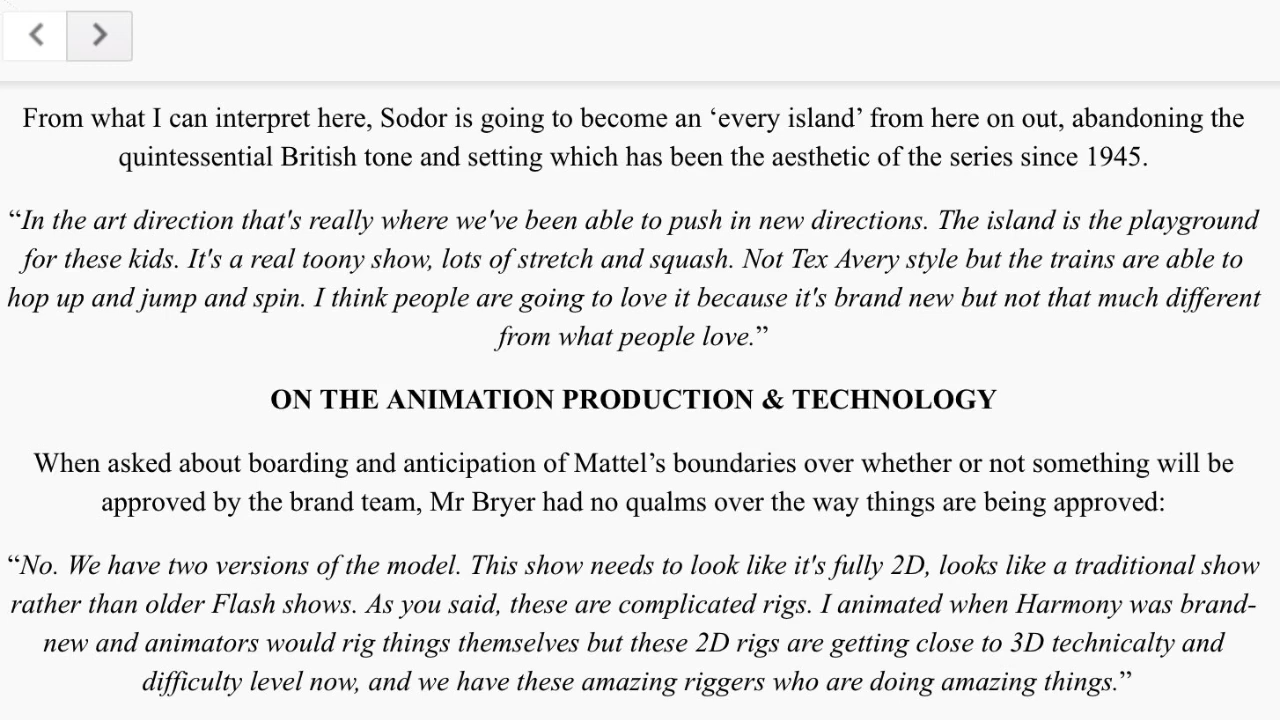 From what I can interpret here, Sodor is going to become an ‘every island’ from here on out, abandoning the
quintessential British tone and setting which has been the aesthetic of the series since 1945.
“In the art direction that's really where we've been able to push in new directions. The island is the playground
for these kids. It's a real toony show, lots of stretch and squash. Not Tex Avery style but the trains are able to
hop up and jump and spin. I think people are going to love it because it's brand new but not that much different
from what people love.”
ON THE ANIMATION PRODUCTION & TECHNOLOGY
When asked about boarding and anticipation of Mattel’s boundaries over whether or not something will be
approved by the brand team, Mr Bryer had no qualms over the way things are being approved:
“No. We have two versions of the model. This show needs to look like it's fully 2D, looks like a traditional show
rather than older Flash shows. As you said, these are complicated rigs. I animated when Harmony was brand-
new and animators would rig things themselves but these 2D rigs are getting close to 3D technicalty and
difficulty level now, and we have these amazing riggers who are doing amazing things.”